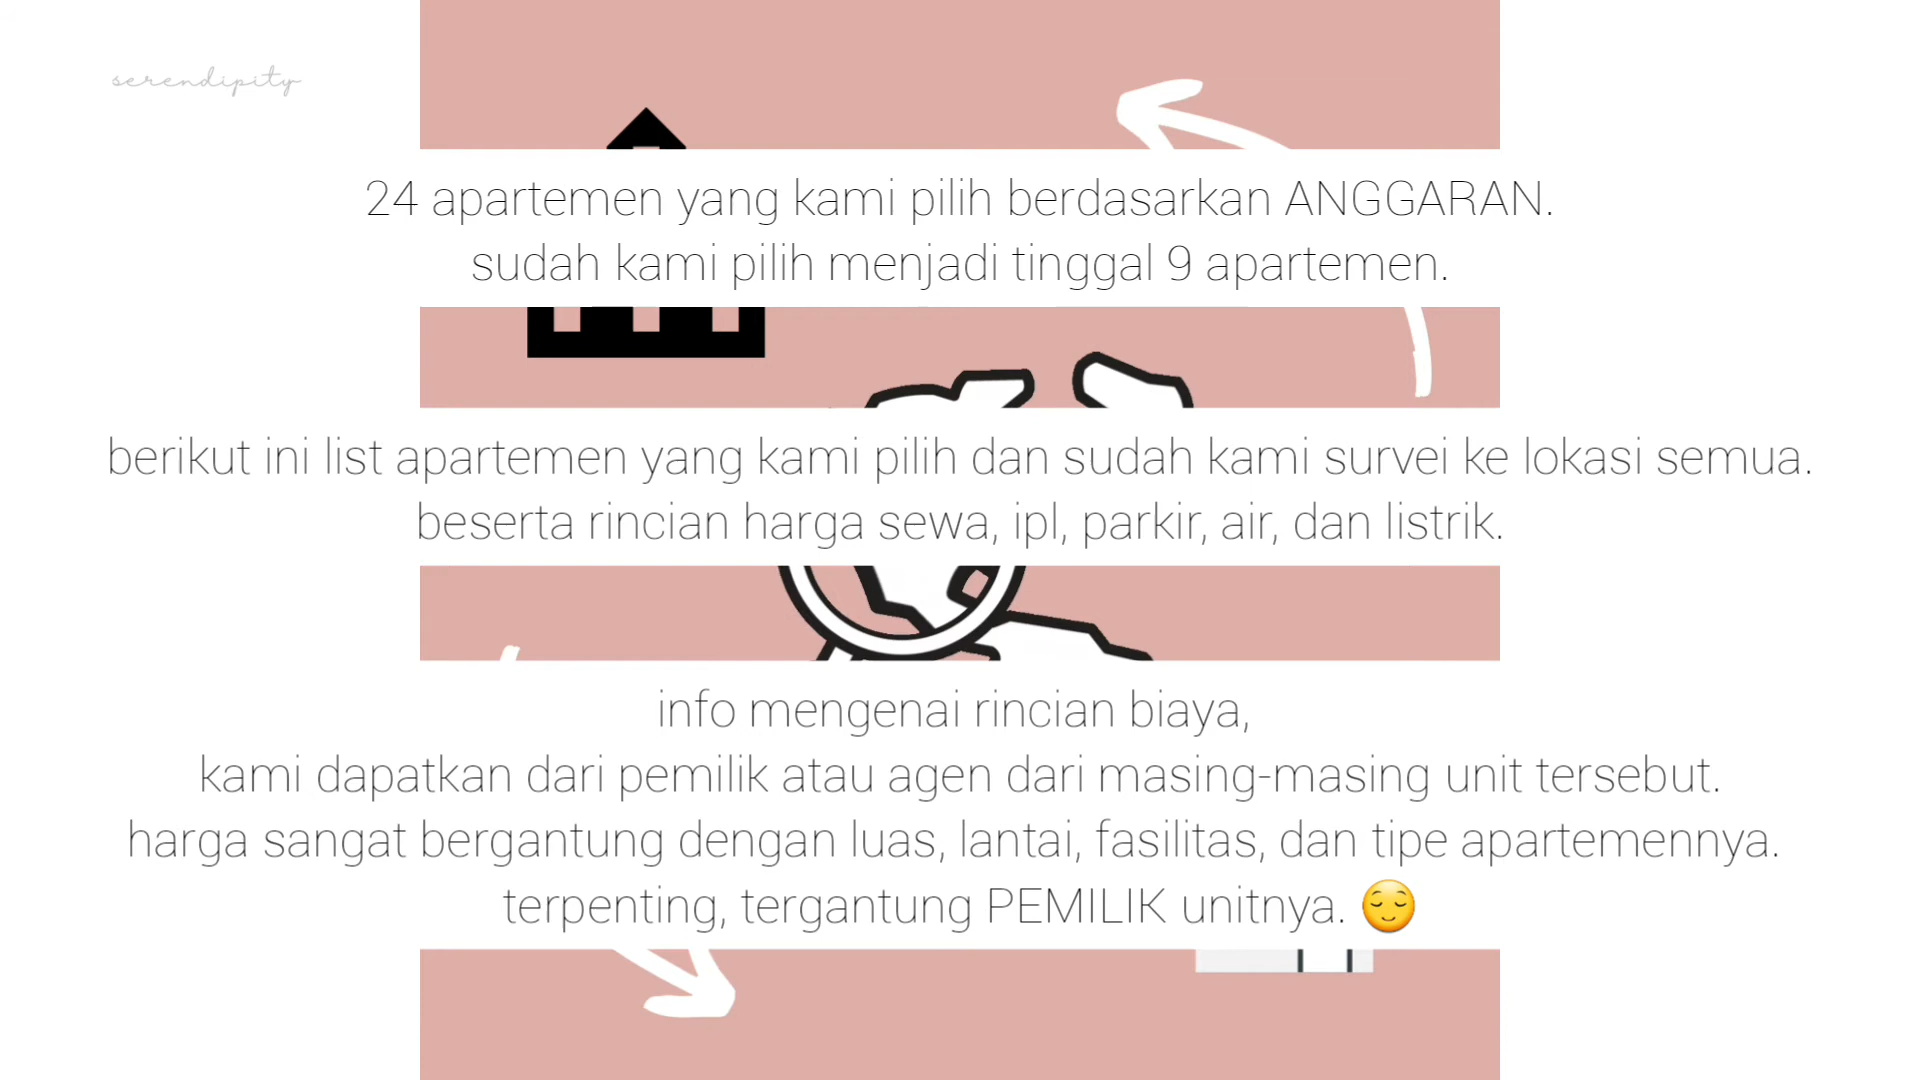 serendipity
24 apartemen yang kami pilih berdasarkan ANGGARAN.
sudah kami pilih menjadi tinggal 9 apartemen.
berikut ini list apartemen yang kami pilih dan sudah kami survei ke lokasi semua.
beserta rincian harga sewa, ipl, parkir, air, dan listrik.
info mengenai rincian biaya,
kami dapatkan dari pemilik atau agen dari masing-masing unit tersebut.
harga sangat bergantung dengan luas, lantai, fasilitas, dan tipe apartemennya.
terpenting, tergantung PEMILIK unitnya. 😌